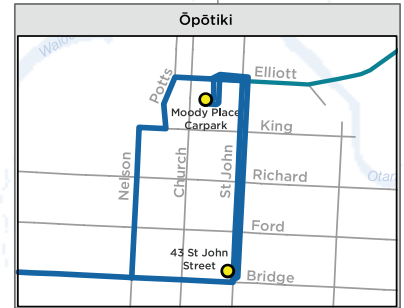 Ōpōtiki
Elliott
Potts
Moody Place
Carpark
King
Nelson
Church
St John
Richard
Ford
43 St John
Street
Bridge